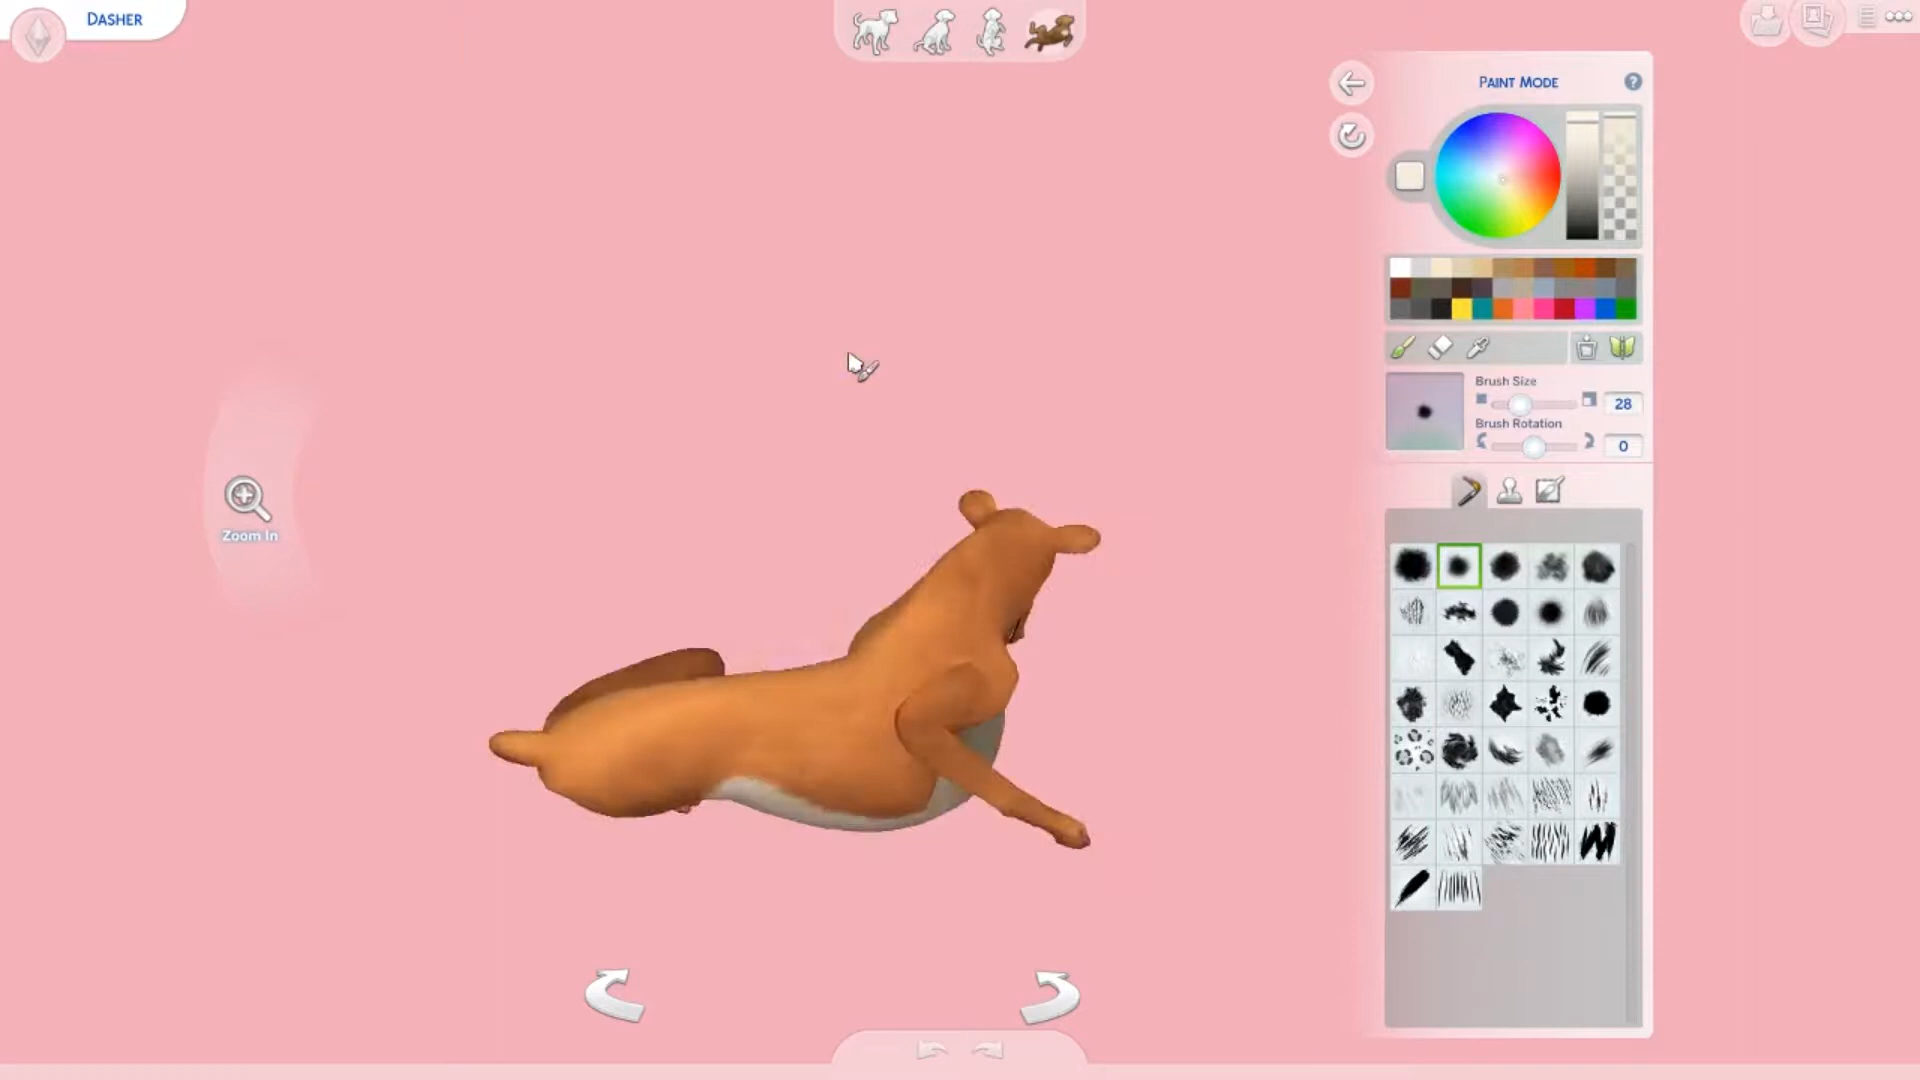 DASHER
PAINT MODE
?
Brush Size
28
Brush Rotation
0
Zoom In